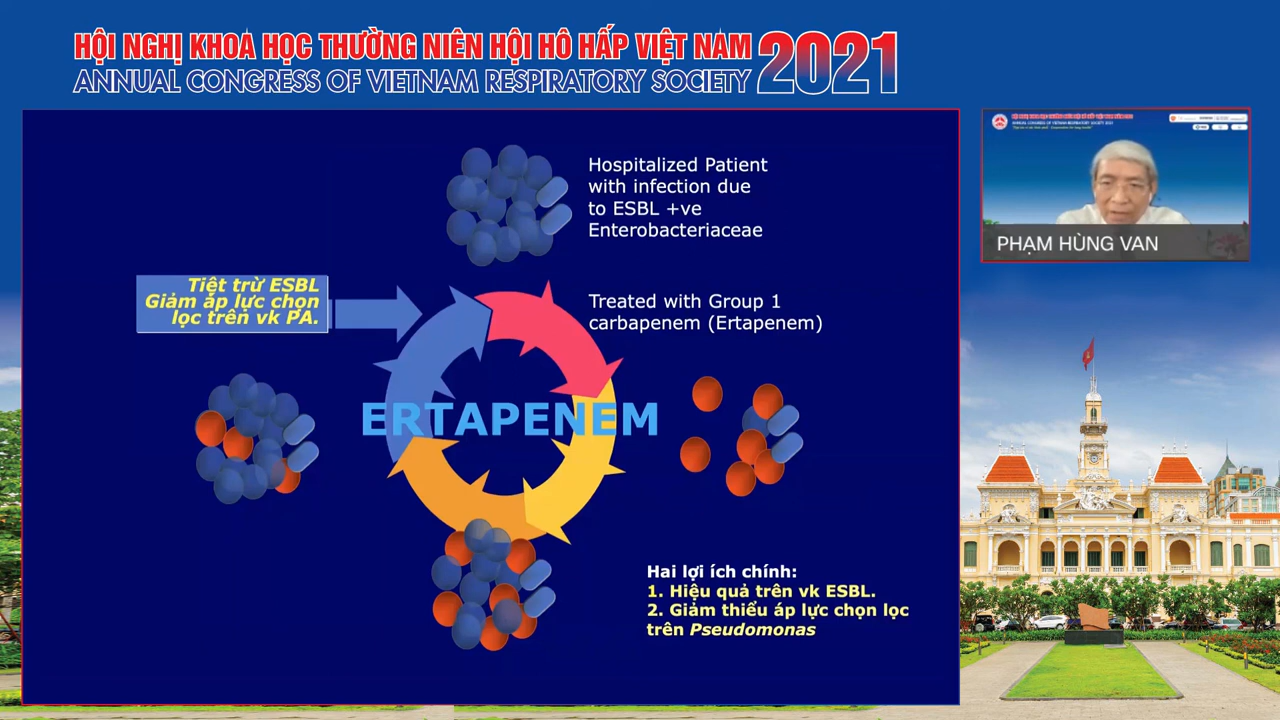 HỘI NGHỊ KHOA HỌC THƯỜNG NIÊN HỘI HÔ HẤP VIỆT NAM
ANNUAL CONGRESS OF VIETNAM RESPIRATORY SOCIETY
2021
Hospitalized Patient
with infection due
to ESBL +ve
Enterobacteriaceae
Tiệt trừ ESBL
Giảm áp lực chọn
lọc trên vk PA.
Treated with Group 1
carbapenem (Ertapenem)
ERTAPENEM
Hai lợi ích chính:
1. Hiệu quả trên vk ESBL.
2. Giảm thiểu áp lực chọn lọc
trên Pseudomonas
PHẠM HÙNG VAN